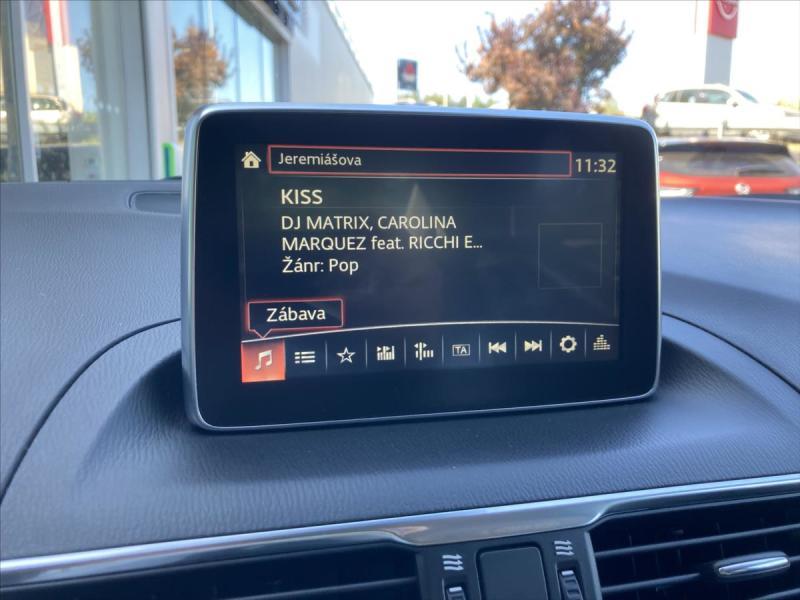 Jeremiášova
11:32
KISS
DJ MATRIX, CAROLINA
MARQUEZ feat. RICCHI E...
Žánr: Pop
Zábava
TA